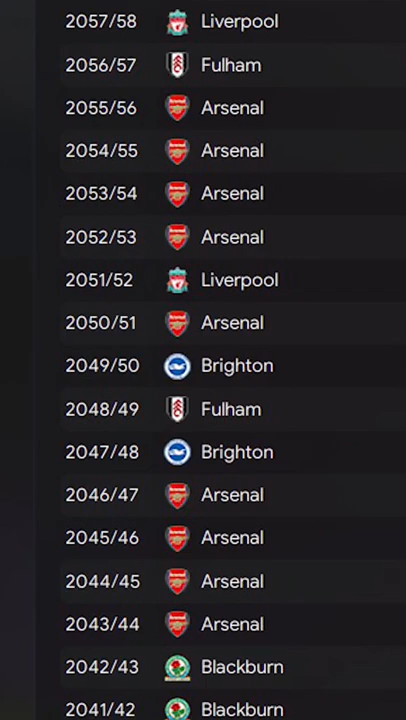 2057/58 Liverpool
2056/57 Fulham
2055/56 Arsenal
2054/55 Arsenal
2053/54 Arsenal
2052/53 Arsenal
2051/52 Liverpool
2050/51 Arsenal
2049/50 Brighton
2048/49 Fulham
2047/48 Brighton
2046/47 Arsenal
2045/46 Arsenal
2044/45 Arsenal
2043/44 Arsenal
2042/43 Blackburn
2041/42 Blackburn